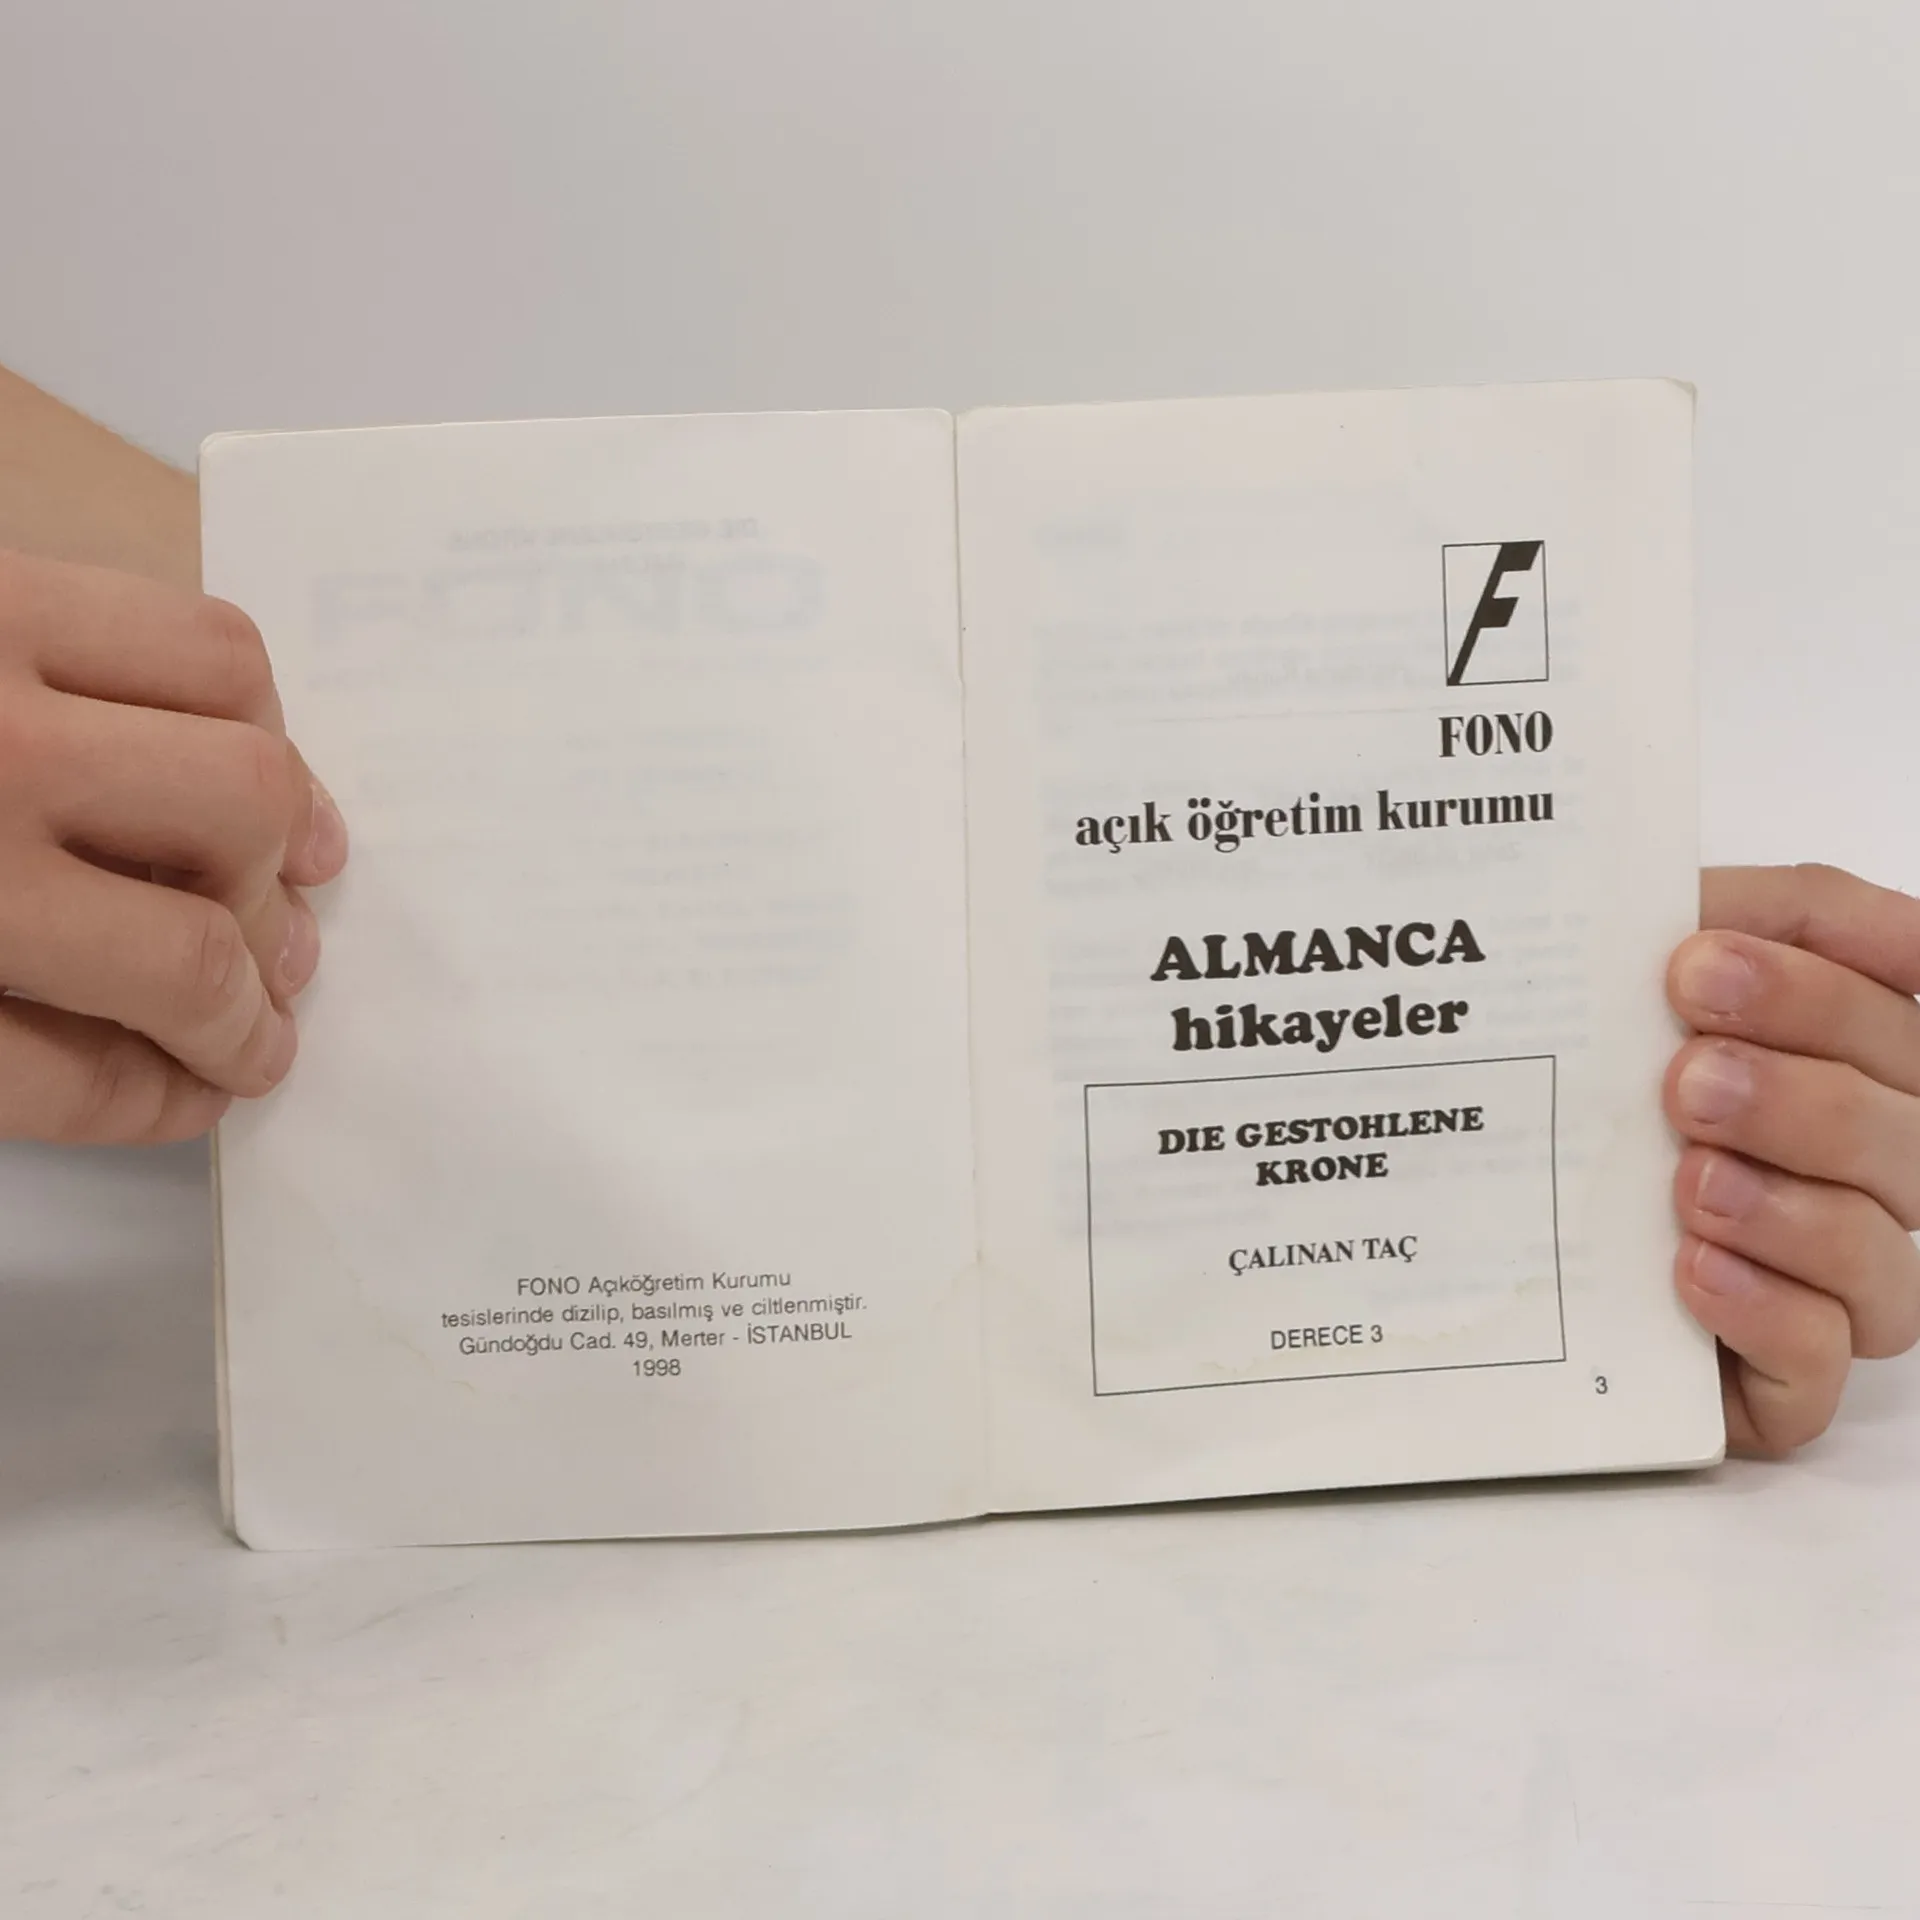 FONO Açıköğretim Kurumu
tesislerinde dizilip, basılmış ve ciltlenmiştir.
Gündoğdu Cad. 49, Merter - İSTANBUL
1998
F
FONO
açık öğretim kurumu
ALMANCA
hikayeler
DIE GESTOHLENE
KRONE
ÇALINAN TAÇ
DERECE 3
3